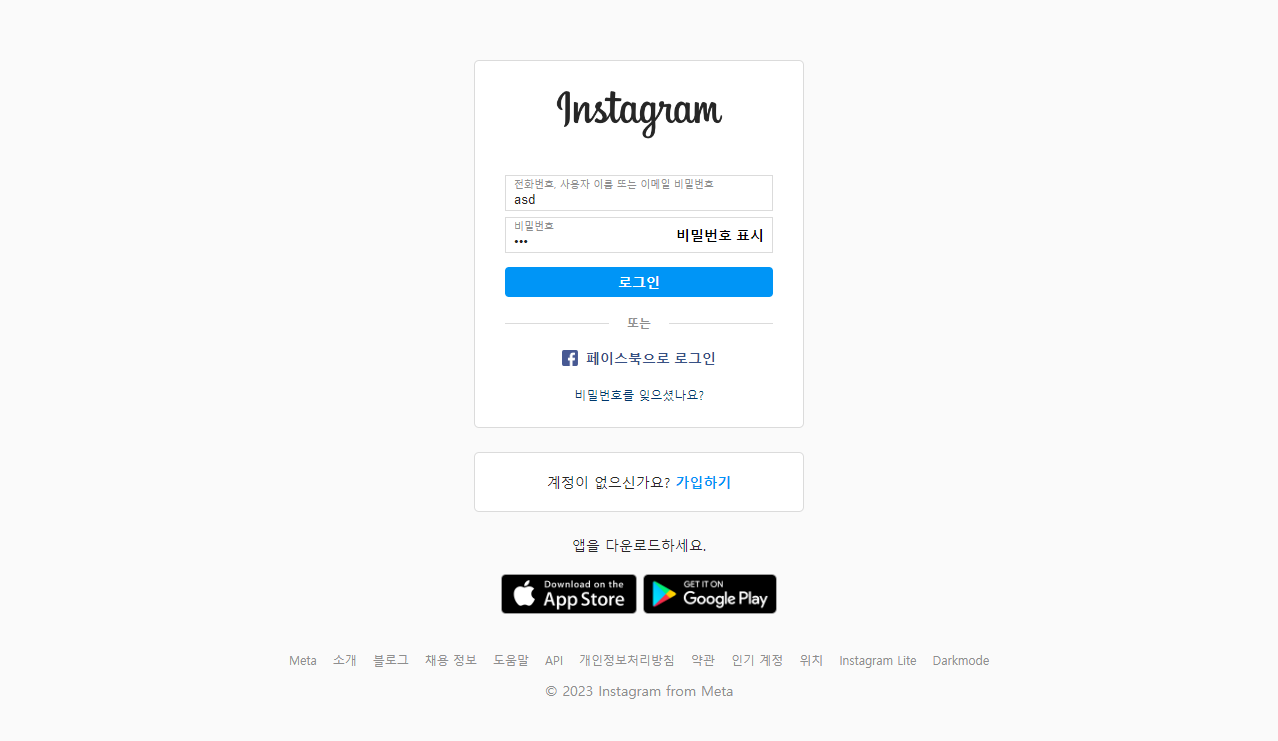 Instagram
전화번호, 사용자 이름 또는 이메일 비밀번호
asd
비밀번호
•••
비밀번호 표시
로그인
또는
페이스북으로 로그인
비밀번호를 잊으셨나요?
계정이 없으신가요? 가입하기
앱을 다운로드하세요.
Download on the App Store
GET IT ON Google Play
Meta 소개 블로그 채용 정보 도움말 API 개인정보처리방침 약관 인기 계정 위치 Instagram Lite Darkmode
© 2023 Instagram from Meta